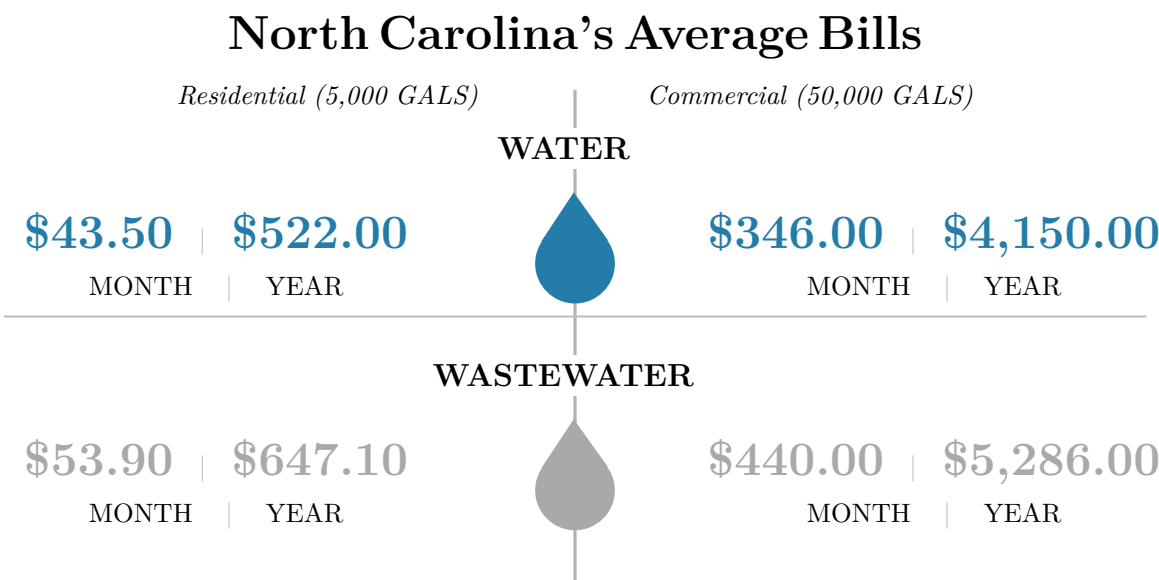 North Carolina's Average Bills
Residential (5,000 GALS) Commercial (50,000 GALS)
WATER
$43.50 $522.00 $346.00 $4,150.00
MONTH YEAR MONTH YEAR
WASTEWATER
$53.90 $647.10 $440.00 $5,286.00
MONTH YEAR MONTH YEAR